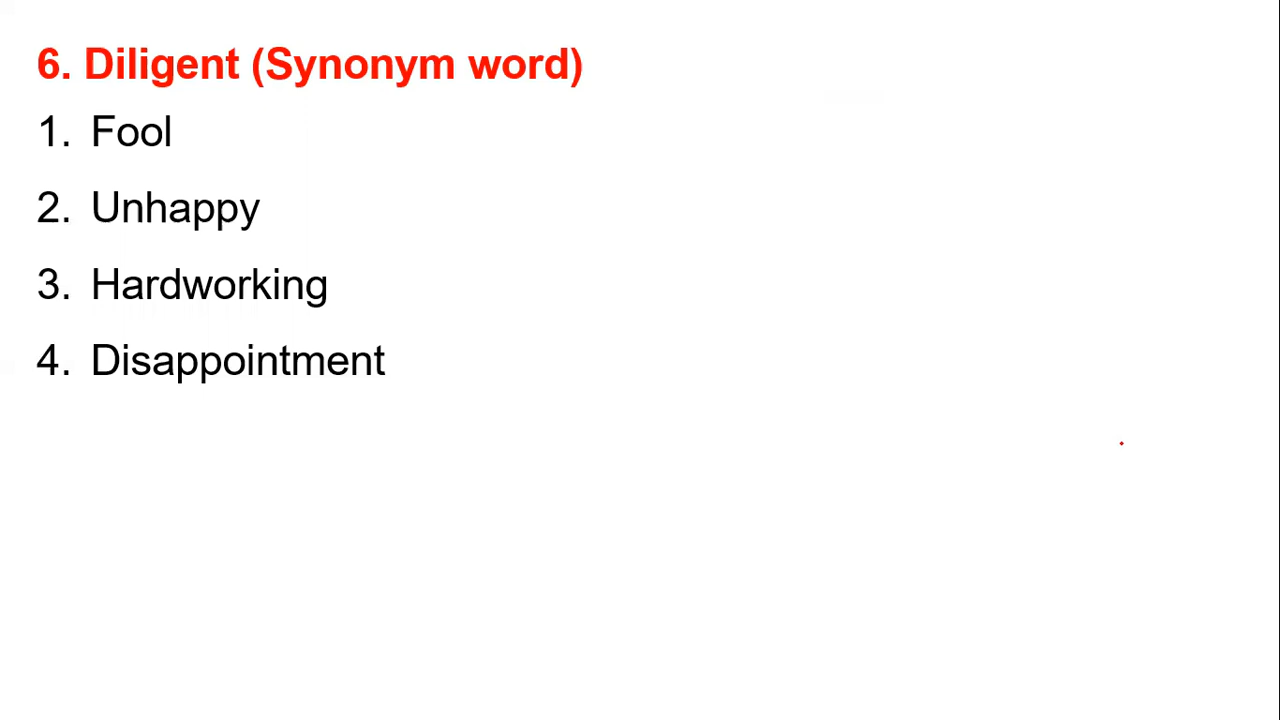 6. Diligent (Synonym word)
1. Fool
2. Unhappy
3. Hardworking
4. Disappointment